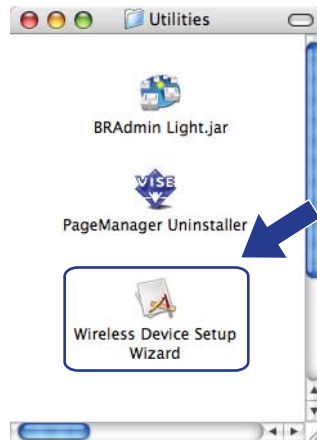 Utilities
BRAdmin Light.jar
VISE
PageManager Uninstaller
Wireless Device Setup
Wizard